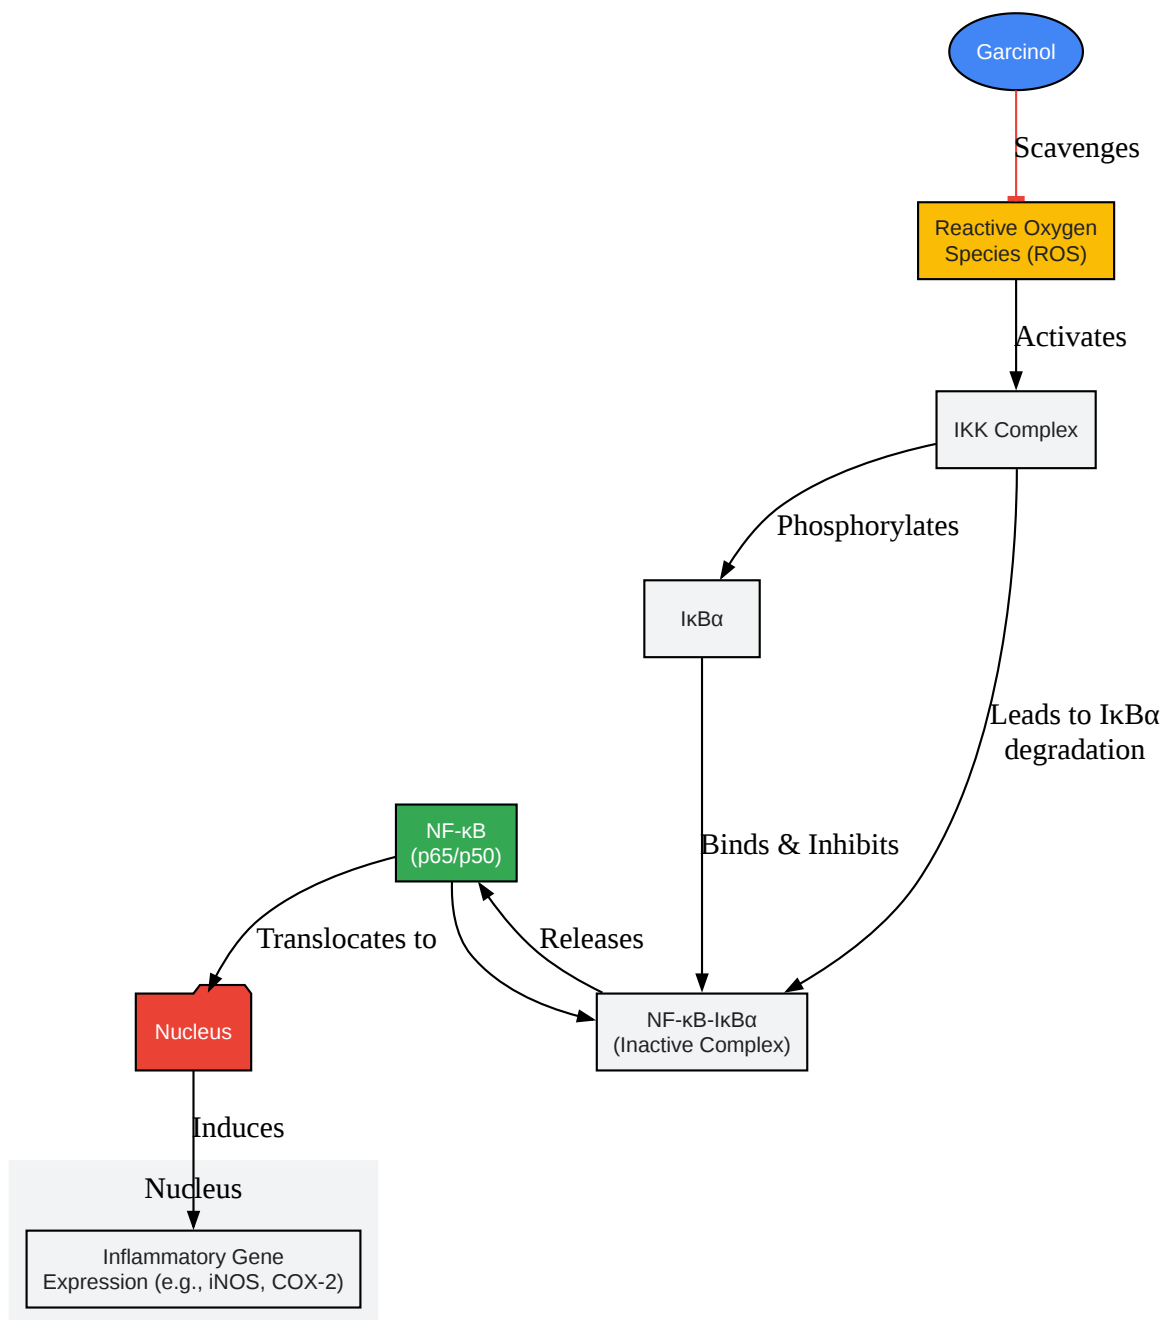 Garcinol
Scavenges
Reactive Oxygen
Species (ROS)
Activates
IKK Complex
Phosphorylates
IκBα
Leads to IκBα
degradation
NF-κB
(p65/p50)
Binds & Inhibits
Translocates to
Releases
NF-κB-IκBα
(Inactive Complex)
Nucleus
Induces
Nucleus
Inflammatory Gene
Expression (e.g., iNOS, COX-2)